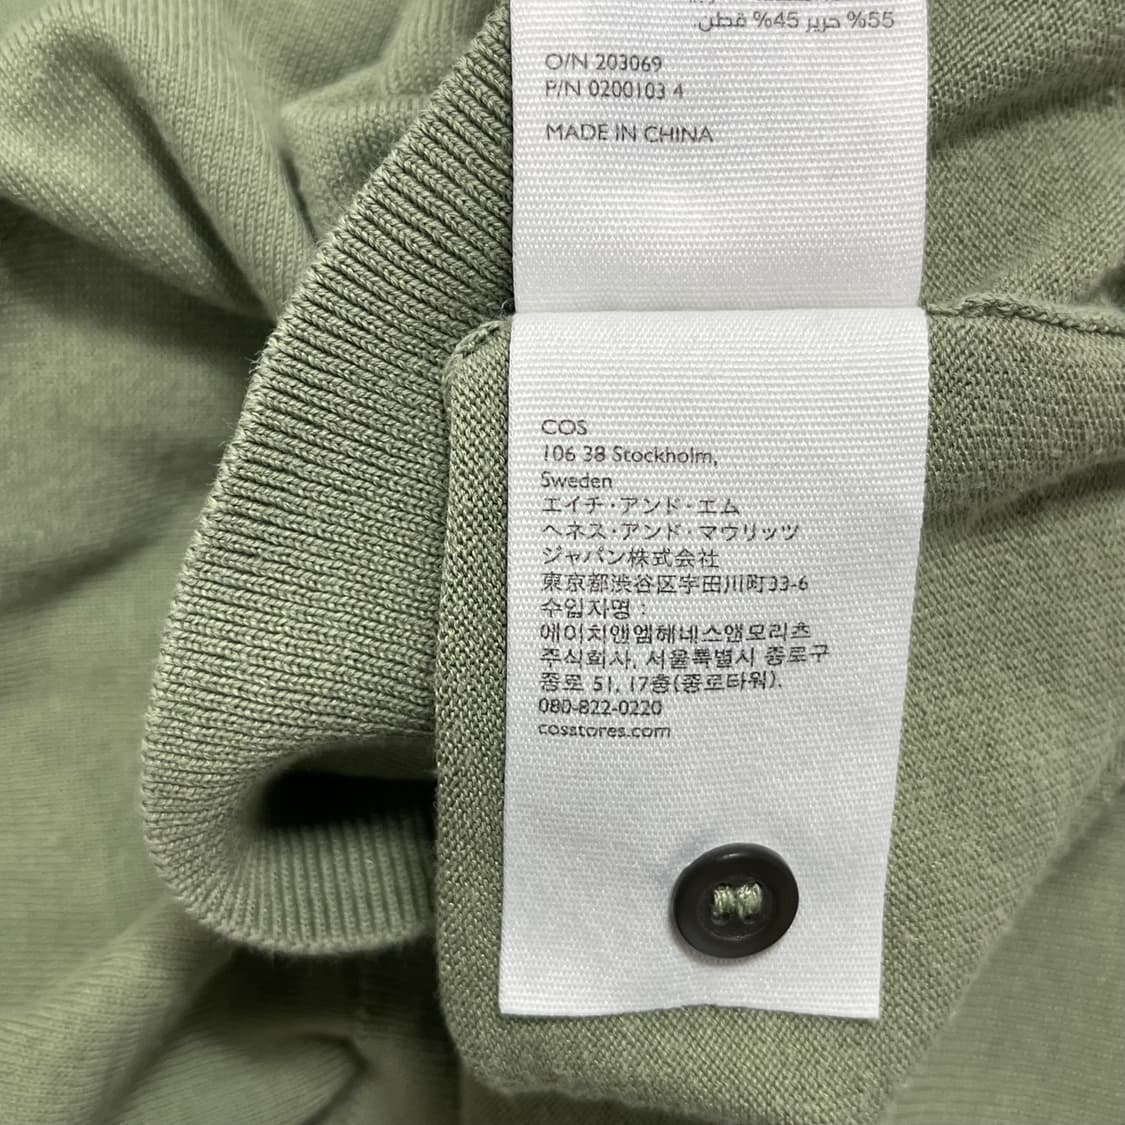 55% حرير 45% قطن.
O/N 203069
P/N 0200103 4
MADE IN CHINA
COS
106 38 Stockholm,
Sweden
エイチ・アンド・エム
ヘネス・アンド・マウリッツ
ジャパン株式会社
東京都渋谷区宇田川町33-6
수입자명 :
에이치앤엠헤네스앤모리츠
주식회사, 서울특별시 종로구
종로 51, 17층(종로타워).
080-822-0220
cosstores.com